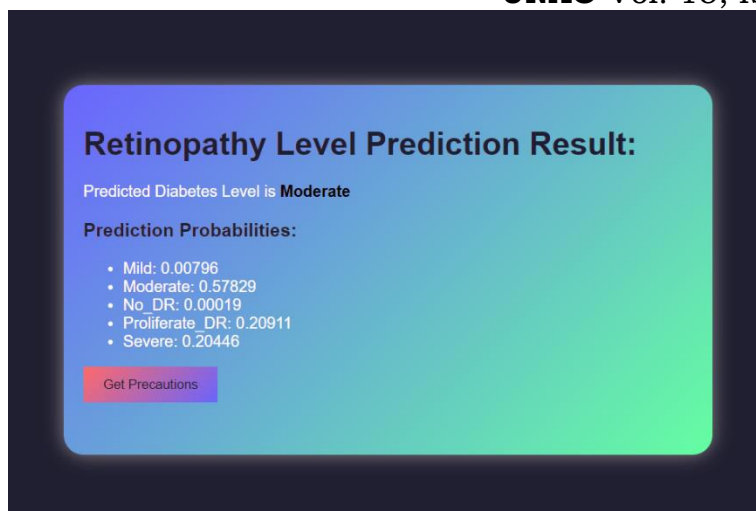 Retinopathy Level Prediction Result:
Predicted Diabetes Level is Moderate
Prediction Probabilities:
• Mild: 0.00796
• Moderate: 0.57829
• No_DR: 0.00019
• Proliferate_DR: 0.20911
• Severe: 0.20446
Get Precautions